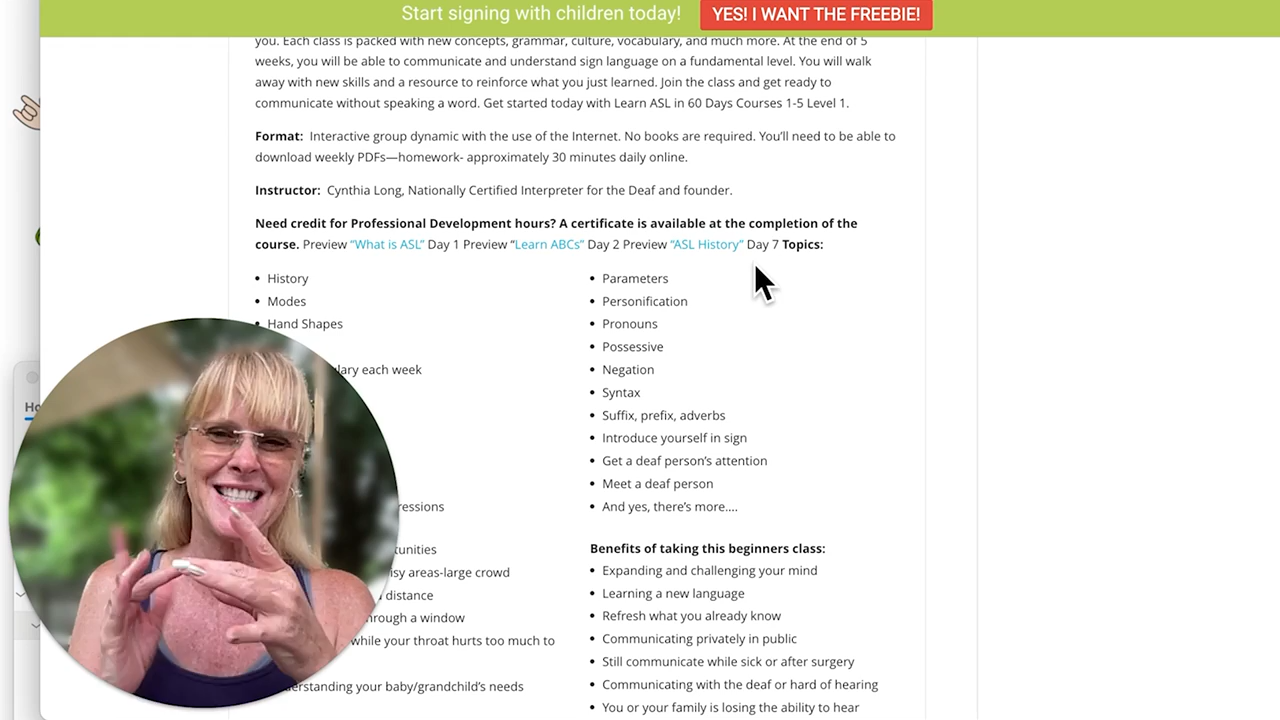 Start signing with children today! YES! I WANT THE FREEBIE!
you. Each class is packed with new concepts, grammar, culture, vocabulary, and much more. At the end of 5
weeks, you will be able to communicate and understand sign language on a fundamental level. You will walk
away with new skills and a resource to reinforce what you just learned. Join the class and get ready to
communicate without speaking a word. Get started today with Learn ASL in 60 Days Courses 1-5 Level 1.
Format: Interactive group dynamic with the use of the Internet. No books are required. You’ll need to be able to
download weekly PDFs—homework- approximately 30 minutes daily online.
Instructor: Cynthia Long, Nationally Certified Interpreter for the Deaf and founder.
Need credit for Professional Development hours? A certificate is available at the completion of the
course. Preview “What is ASL” Day 1 Preview “Learn ABCs” Day 2 Preview “ASL History” Day 7 Topics:
History
Modes
Hand Shapes
each week
while your throat hurts too much to
your baby/grandchild’s needs
through a window
distance
areas-large crowd
Parameters
Personification
Pronouns
Possessive
Negation
Syntax
Suffix, prefix, adverbs
Introduce yourself in sign
Get a deaf person’s attention
Meet a deaf person
And yes, there’s more....
Benefits of taking this beginners class:
Expanding and challenging your mind
Learning a new language
Refresh what you already know
Communicating privately in public
Still communicate while sick or after surgery
Communicating with the deaf or hard of hearing
You or your family is losing the ability to hear